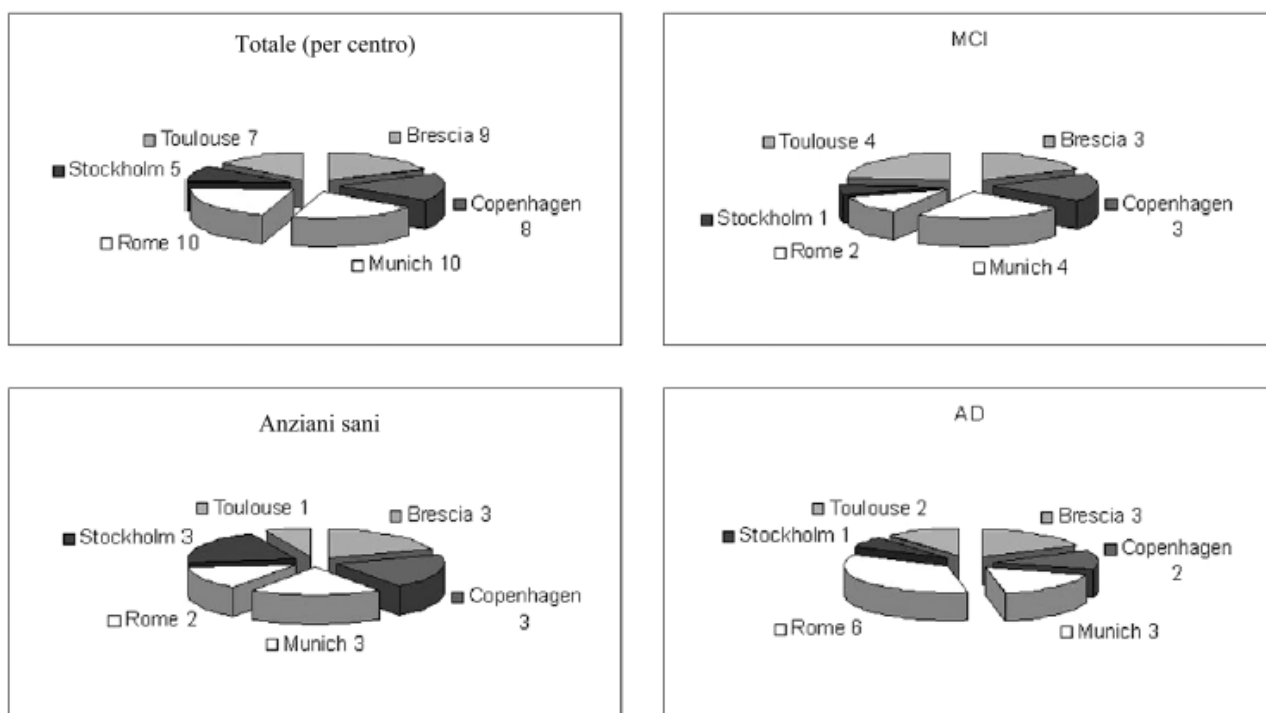 Totale (per centro)
Toulouse 7
Brescia 9
Stockholm 5
Copenhagen
8
Rome 10
Munich 10
MCI
Toulouse 4
Brescia 3
Stockholm 1
Copenhagen
3
Rome 2
Munich 4
Anziani sani
Toulouse 1
Brescia 3
Stockholm 3
Copenhagen
3
Rome 2
Munich 3
AD
Toulouse 2
Brescia 3
Stockholm 1
Copenhagen
2
Rome 6
Munich 3